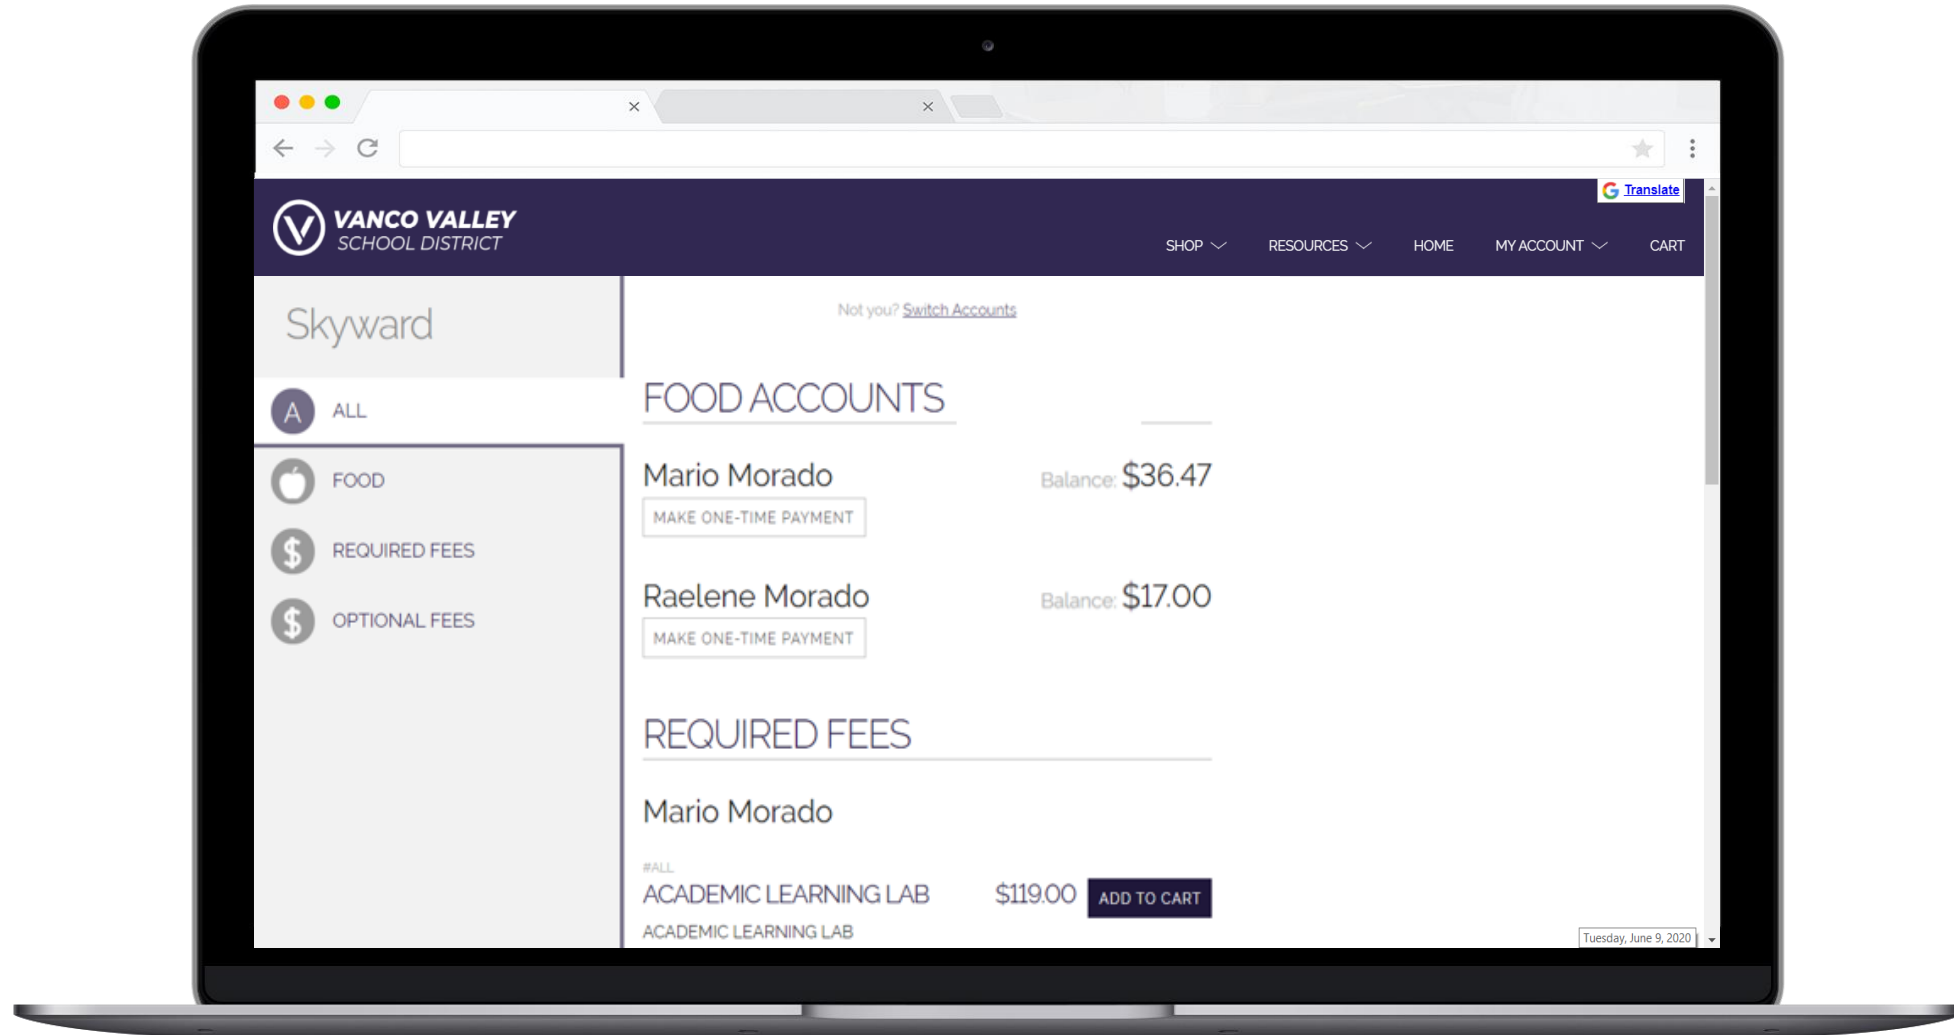 Translate
VANCO VALLEY
SCHOOL DISTRICT
SHOP
RESOURCES
HOME
MY ACCOUNT
CART
Skyward
Not you? Switch Accounts
A ALL
FOOD
$ REQUIRED FEES
$ OPTIONAL FEES
FOOD ACCOUNTS
Mario Morado
Balance: $36.47
MAKE ONE-TIME PAYMENT
Raelene Morado
Balance: $17.00
MAKE ONE-TIME PAYMENT
REQUIRED FEES
Mario Morado
#ALL
ACADEMIC LEARNING LAB
$119.00
ADD TO CART
ACADEMIC LEARNING LAB
Tuesday, June 9, 2020